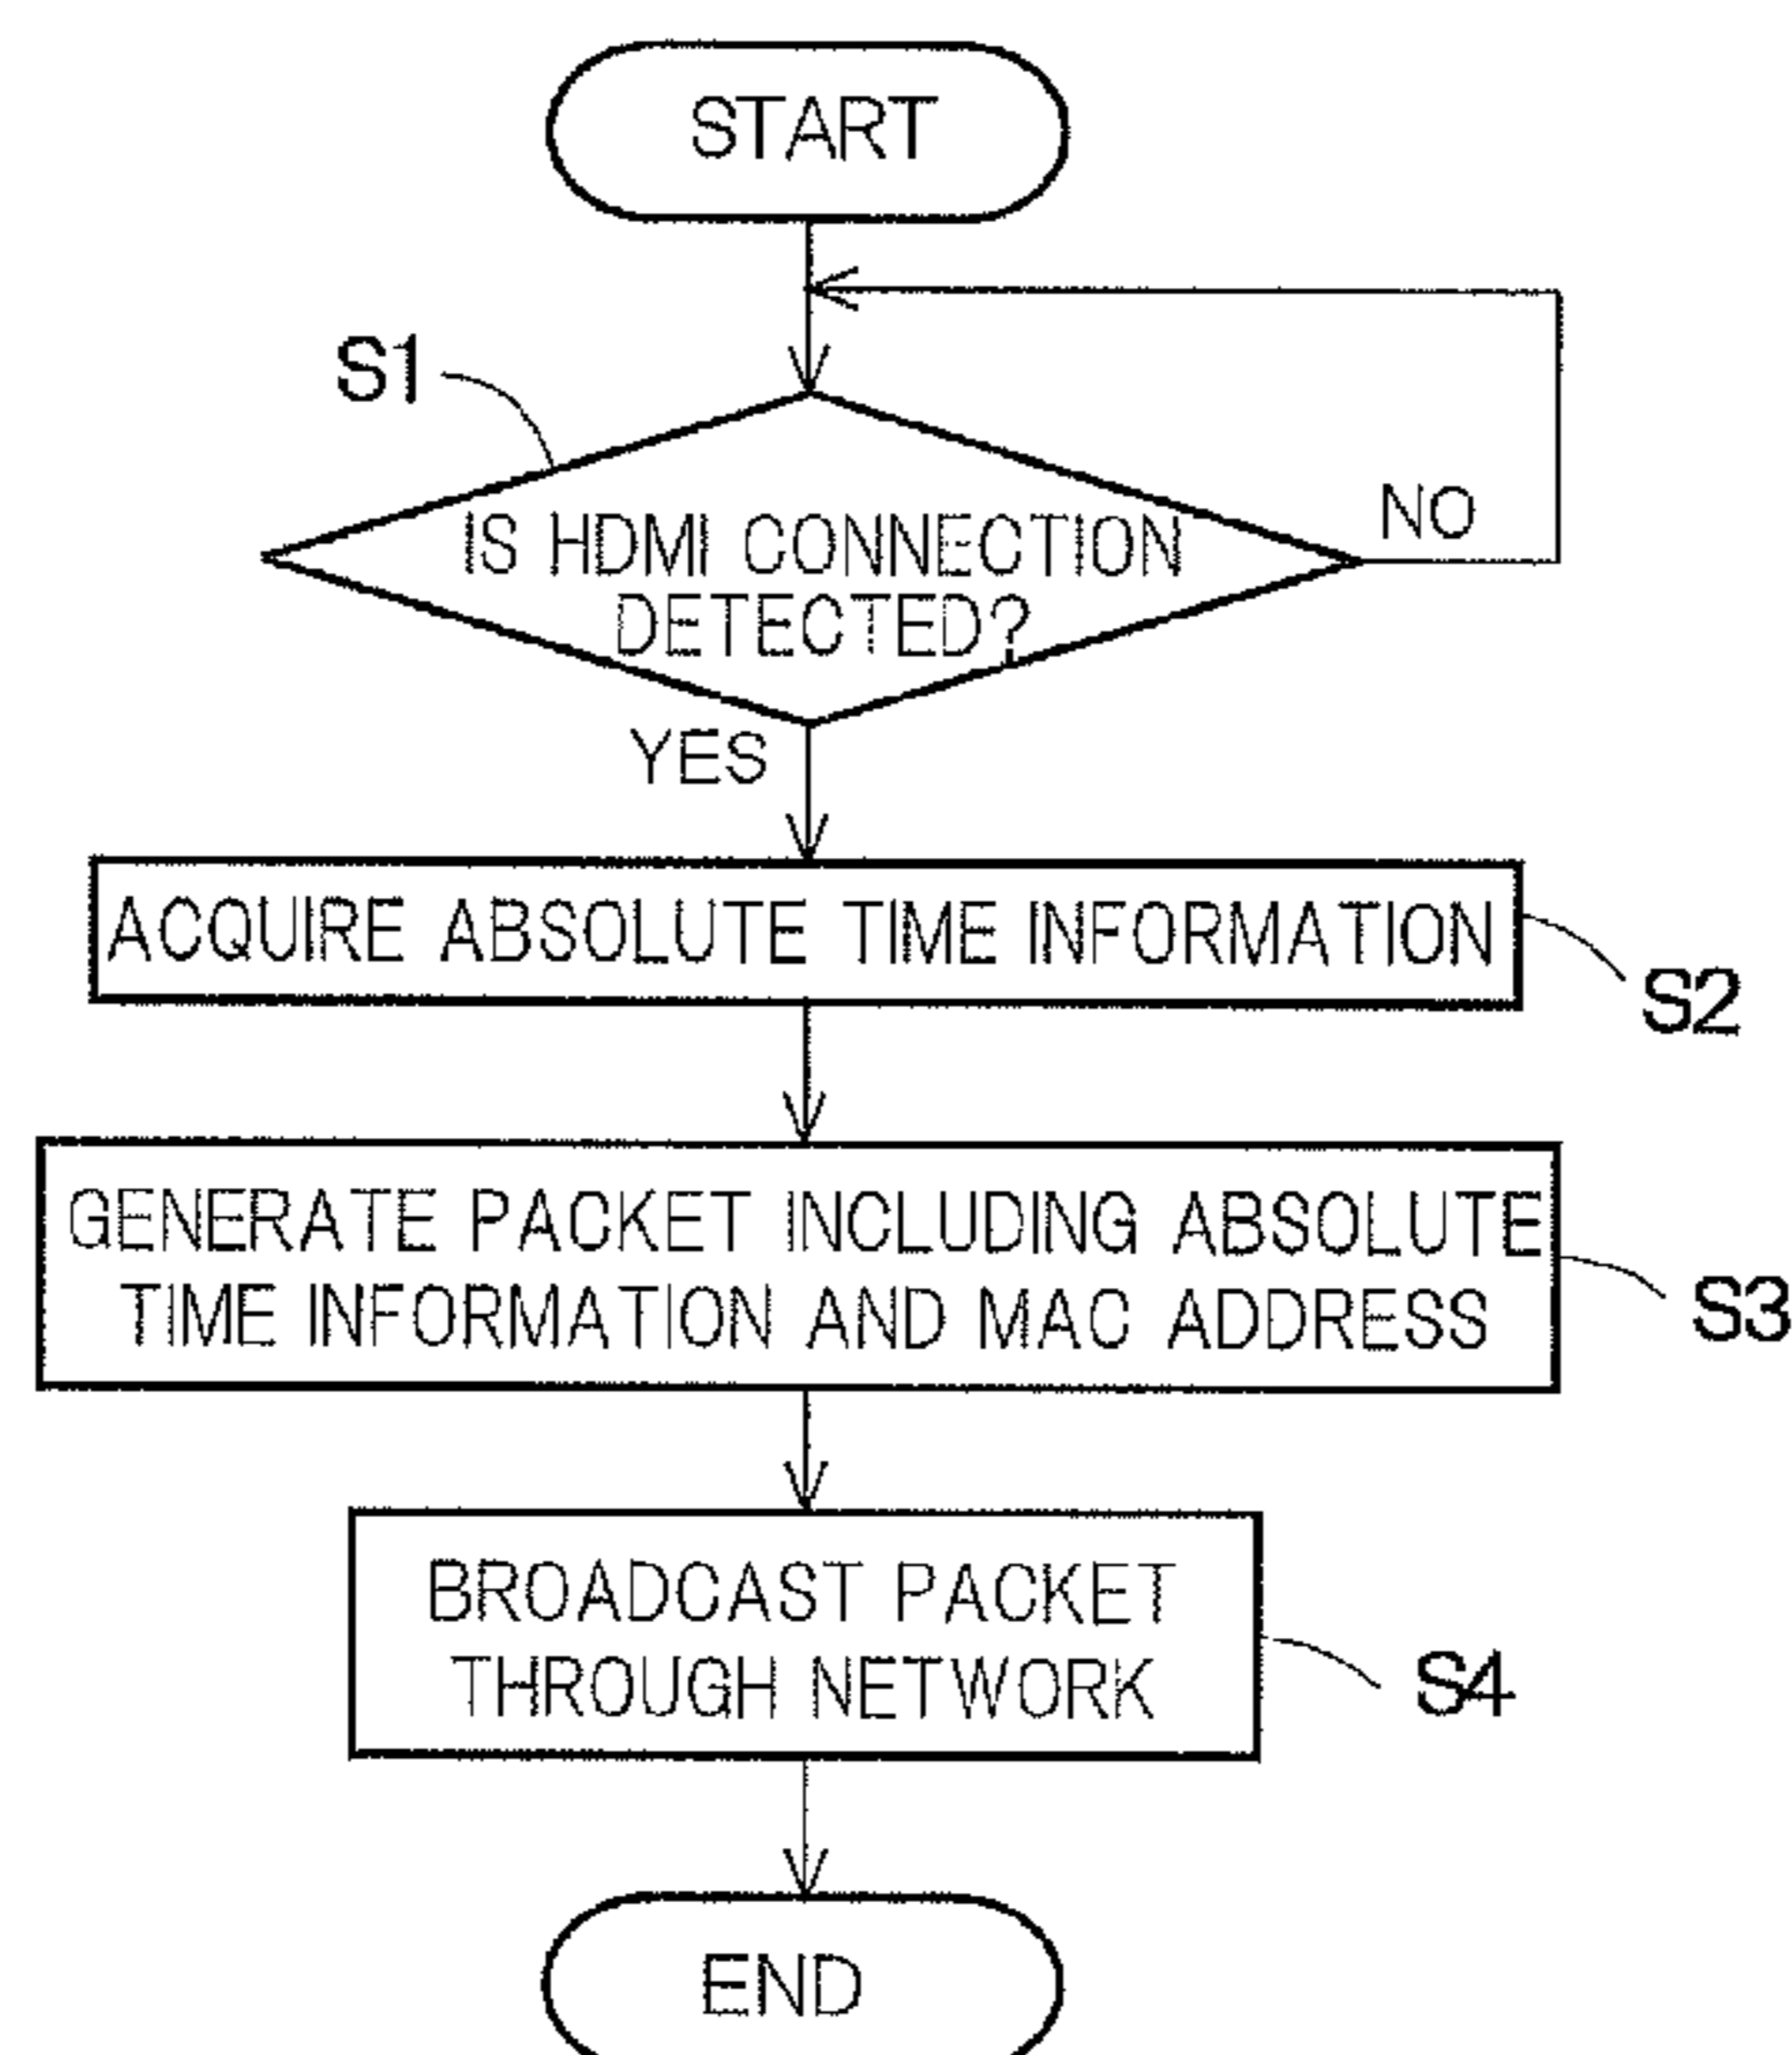 START
S1
IS HDMI CONNECTION
DETECTED?
NO
YES
ACQUIRE ABSOLUTE TIME INFORMATION
S2
GENERATE PACKET INCLUDING ABSOLUTE
TIME INFORMATION AND MAC ADDRESS
S3
BROADCAST PACKET
THROUGH NETWORK
S4
END